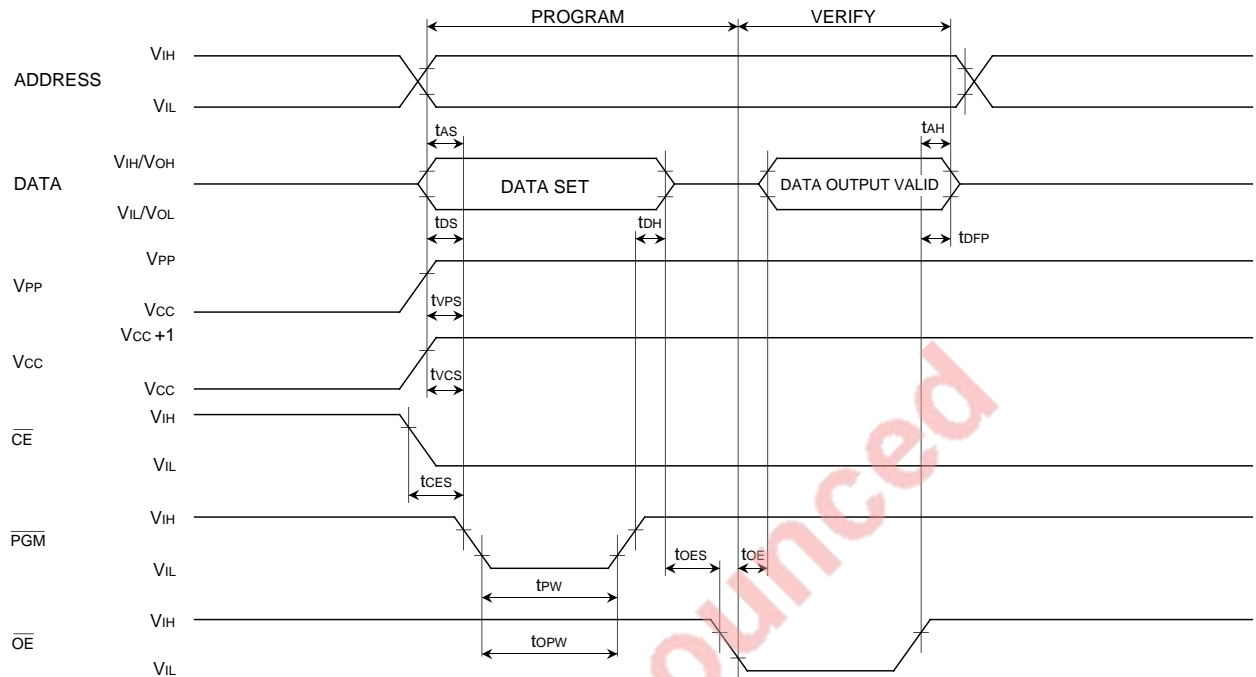 PROGRAM VERIFY
VIH
ADDRESS
VIL
tAS tAH
VIH/VOH
DATA DATA SET DATA OUTPUT VALID
VIL/VOL
tDS tDH tDFP
VPP
VPP
VCC
tVPS
VCC +1
VCC
VCC
tVCS
VIH
CE
VIL
tCES
VIH
PGM
VIL
tOES tOE
tPW
VIH
OE
tOPW
VIL
ounced